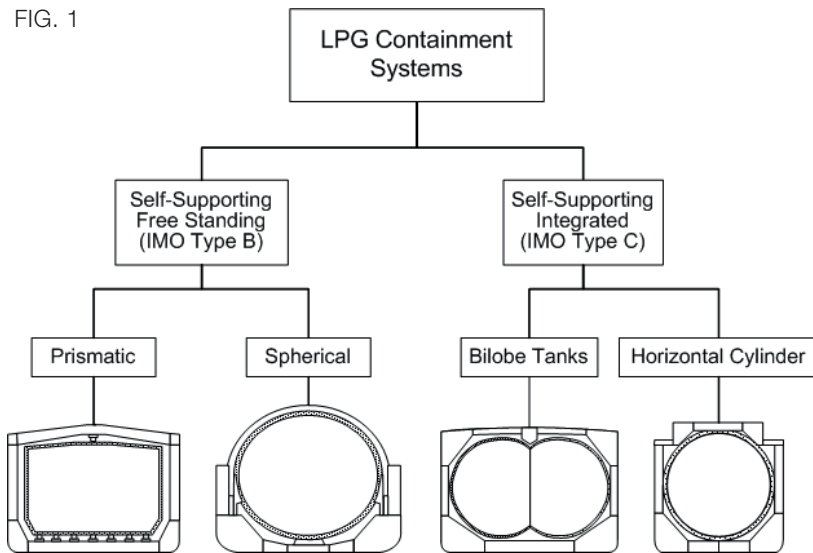 FIG. 1
LPG Containment
Systems
Self-Supporting
Free Standing
(IMO Type B)
Self-Supporting
Integrated
(IMO Type C)
Prismatic
Spherical
Bilobe Tanks
Horizontal Cylinder